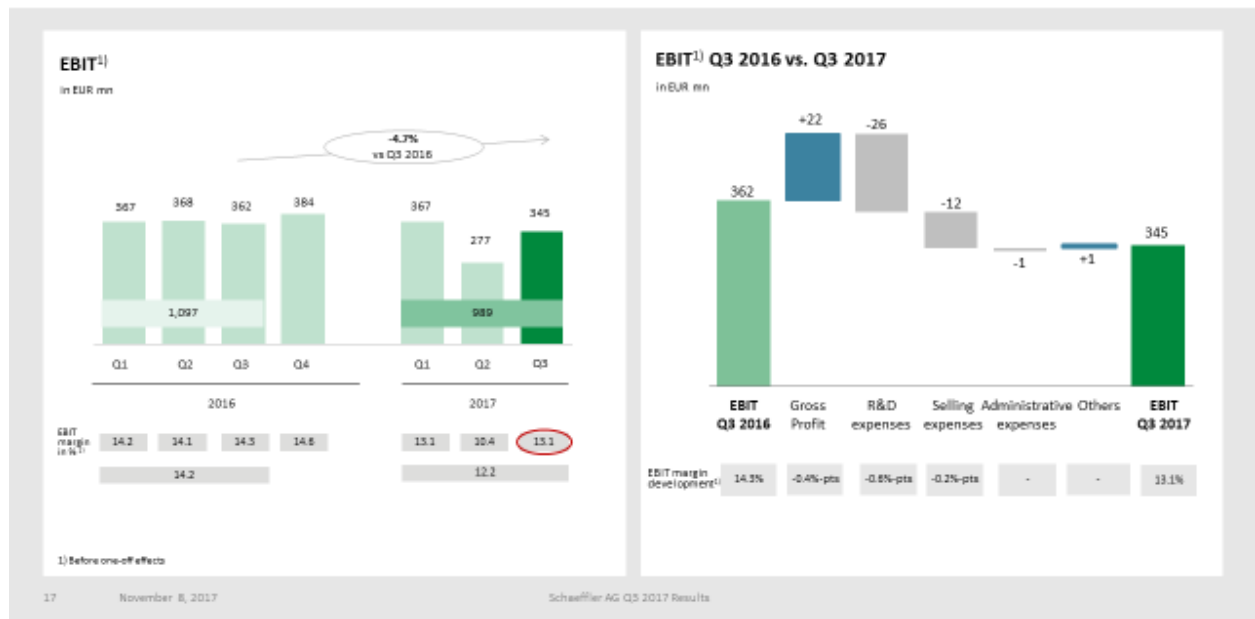 EBIT1)
in EUR mn
-4.7%
vs Q3 2016
367 368 362 384 367 277 345
1,097 989
Q1 Q2 Q3 Q4 Q1 Q2 Q3
2016 2017
EBIT
margin
in %1)
14.2 14.1 14.3 14.6 13.1 10.4 13.1
14.2 12.2
1) Before one-off effects
EBIT1) Q3 2016 vs. Q3 2017
in EUR mn
362 +22 -26 -12 -1 +1 345
EBIT Gross R&D Selling Administrative Others EBIT
Q3 2016 Profit expenses expenses expenses Q3 2017
EBIT margin
development1)
14.3% -0.4%-pts -0.6%-pts -0.2%-pts - - 13.1%
17 November 8, 2017 Schaeffler AG Q3 2017 Results